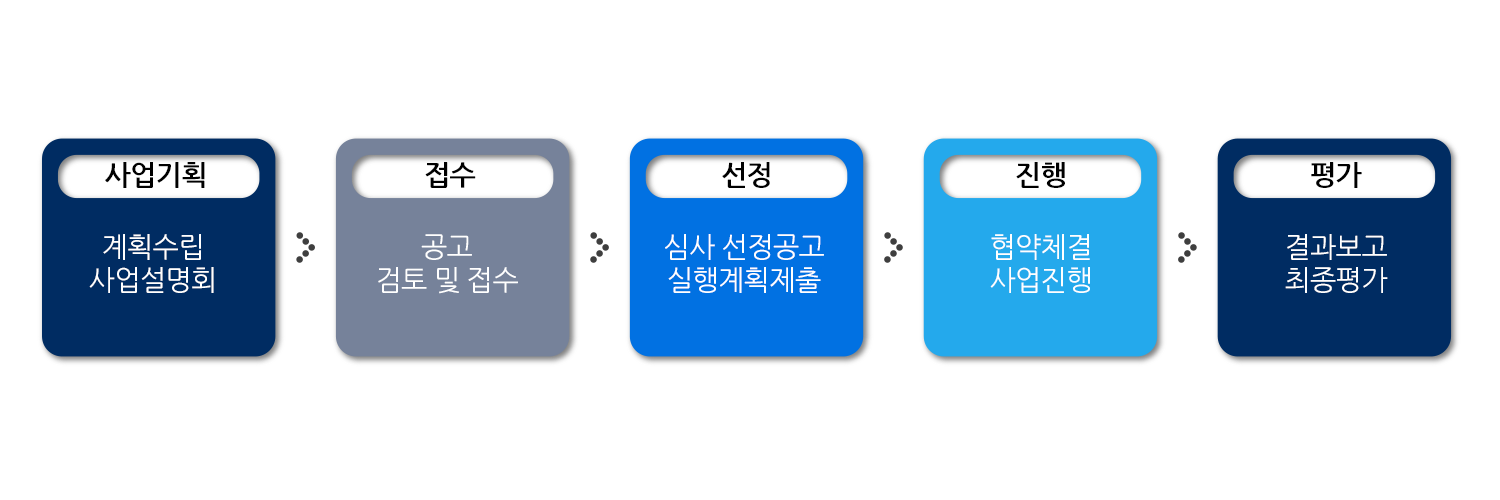 사업기획
계획수립
사업설명회
접수
공고
검토 및 접수
선정
심사 선정공고
실행계획제출
진행
협약체결
사업진행
평가
결과보고
최종평가